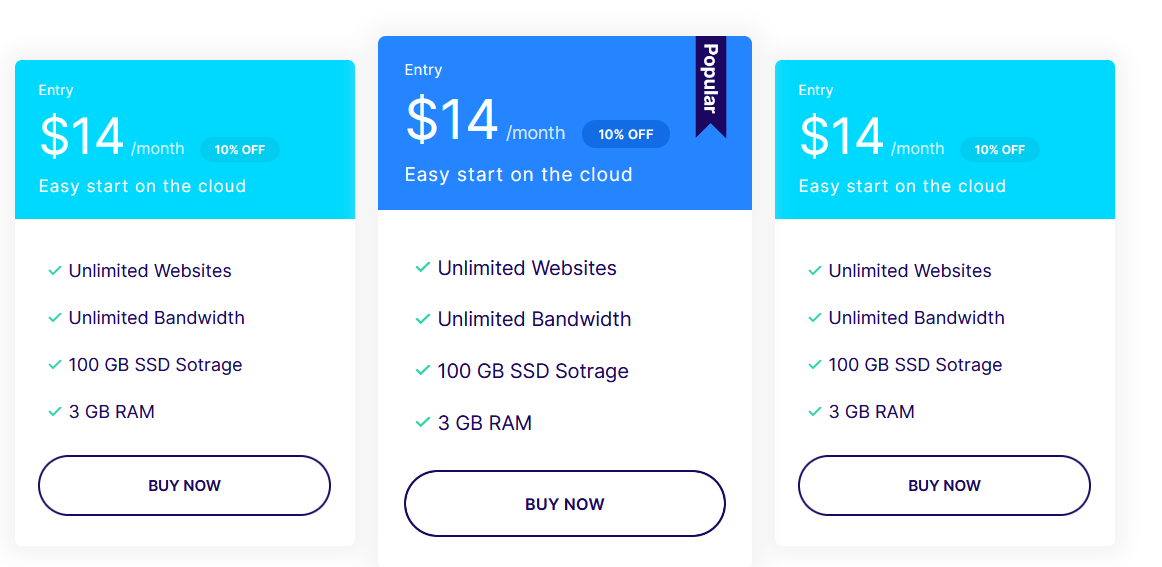 Entry
$14 /month 10% OFF
Easy start on the cloud
Unlimited Websites
Unlimited Bandwidth
100 GB SSD Sotrage
3 GB RAM
BUY NOW
Popular
Entry
$14 /month 10% OFF
Easy start on the cloud
Unlimited Websites
Unlimited Bandwidth
100 GB SSD Sotrage
3 GB RAM
BUY NOW
Entry
$14 /month 10% OFF
Easy start on the cloud
Unlimited Websites
Unlimited Bandwidth
100 GB SSD Sotrage
3 GB RAM
BUY NOW